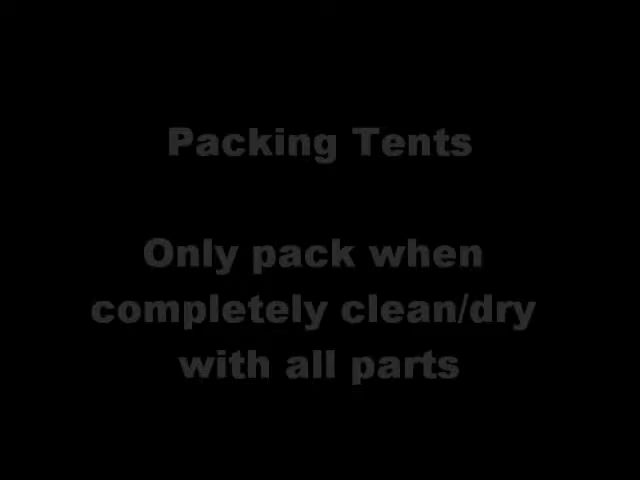 Packing Tents
Only pack when
completely clean/dry
with all parts